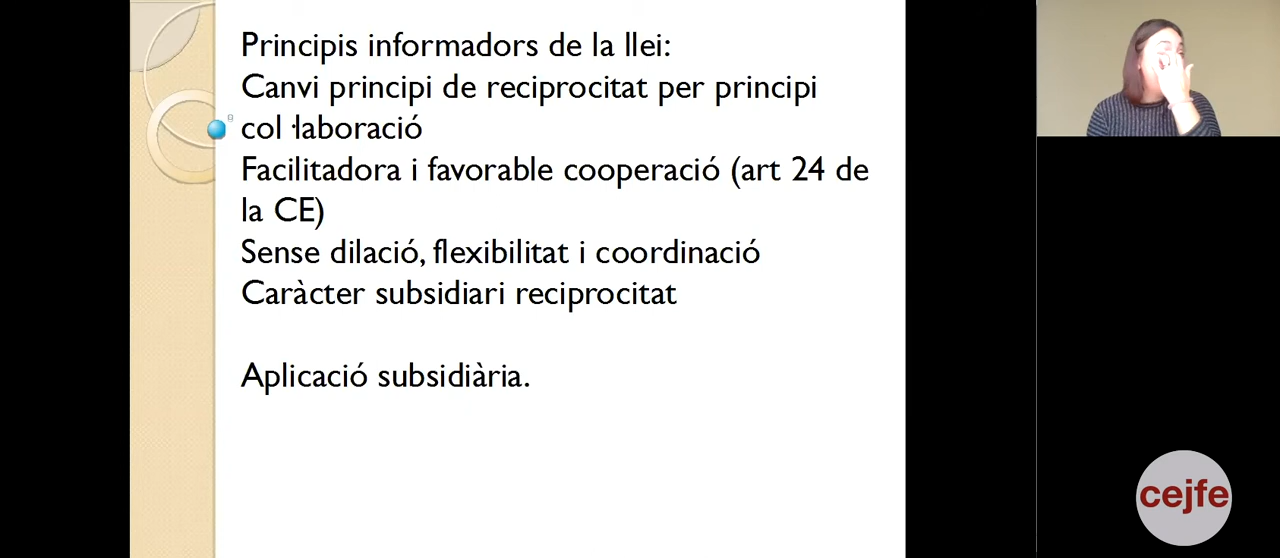 Principis informadors de la llei:
Canvi principi de reciprocitat per principi
g
col·laboració
Facilitadora i favorable cooperació (art 24 de
la CE)
Sense dilació, flexibilitat i coordinació
Caràcter subsidiari reciprocitat
Aplicació subsidiària.
cejfe